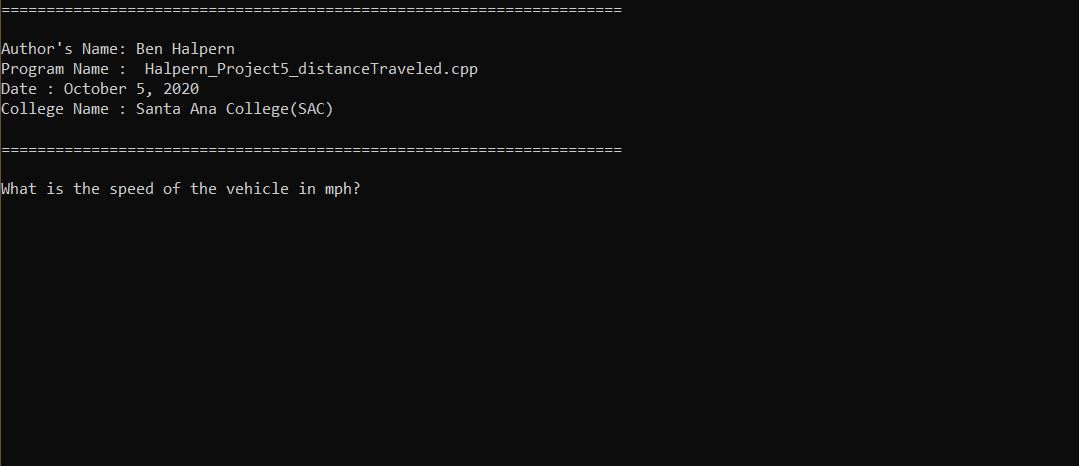 =====================================================================
Author's Name: Ben Halpern
Program Name :  Halpern_Project5_distanceTraveled.cpp
Date : October 5, 2020
College Name : Santa Ana College(SAC)
=====================================================================
What is the speed of the vehicle in mph?